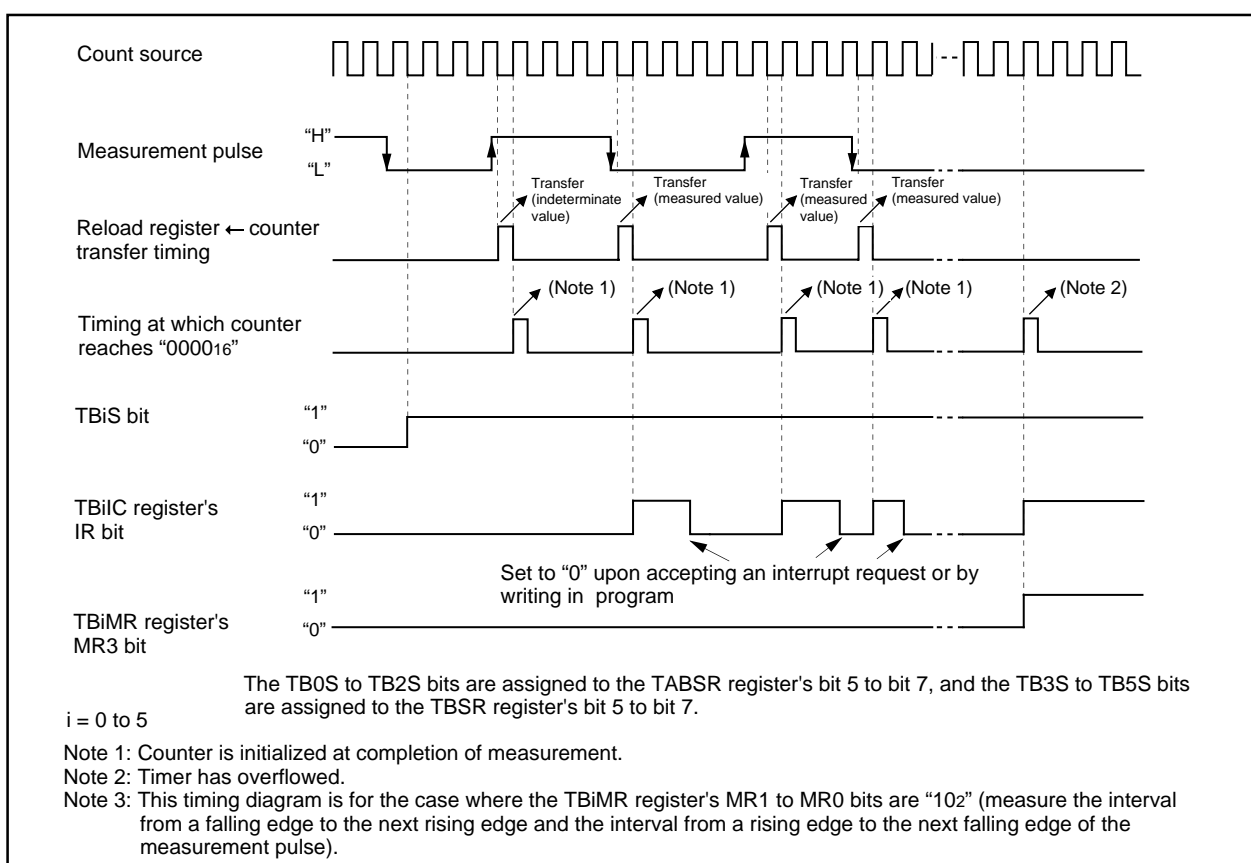 Count source
Measurement pulse
“H”
“L”
Transfer
(indeterminate
value)
Transfer
(measured value)
Transfer
(measured
value)
Transfer
(measured value)
Reload register ← counter
transfer timing
(Note 1)
(Note 1)
(Note 1)
(Note 1)
(Note 2)
Timing at which counter
reaches “000016”
TBiS bit
“1”
“0”
TBiIC register's
IR bit
“1”
“0”
Set to “0” upon accepting an interrupt request or by
writing in program
TBiMR register's
MR3 bit
“1”
“0”
The TB0S to TB2S bits are assigned to the TABSR register's bit 5 to bit 7, and the TB3S to TB5S bits
are assigned to the TBSR register's bit 5 to bit 7.
i = 0 to 5
Note 1: Counter is initialized at completion of measurement.
Note 2: Timer has overflowed.
Note 3: This timing diagram is for the case where the TBiMR register's MR1 to MR0 bits are “102” (measure the interval
from a falling edge to the next rising edge and the interval from a rising edge to the next falling edge of the
measurement pulse).